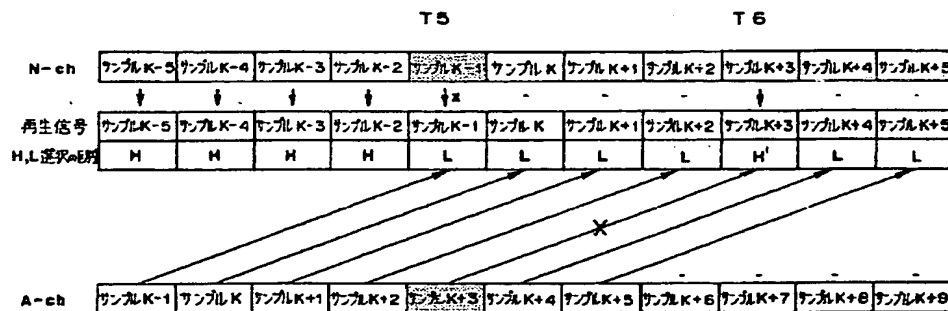 T5 T6
N-ch サンプルK-5 サンプルK-4 サンプルK-3 サンプルK-2 サンプルK-1 サンプルK サンプルK+1 サンプルK+2 サンプルK+3 サンプルK+4 サンプルK+5
再生信号 サンプルK-5 サンプルK-4 サンプルK-3 サンプルK-2 サンプルK-1 サンプルK サンプルK+1 サンプルK+2 サンプルK+3 サンプルK+4 サンプルK+5
H,L選択の H H H H L L L L H' L L
A-ch サンプルK-1 サンプルK サンプルK+1 サンプルK+2 サンプルK+3 サンプルK+4 サンプルK+5 サンプルK+6 サンプルK+7 サンプルK+8 サンプルK+9